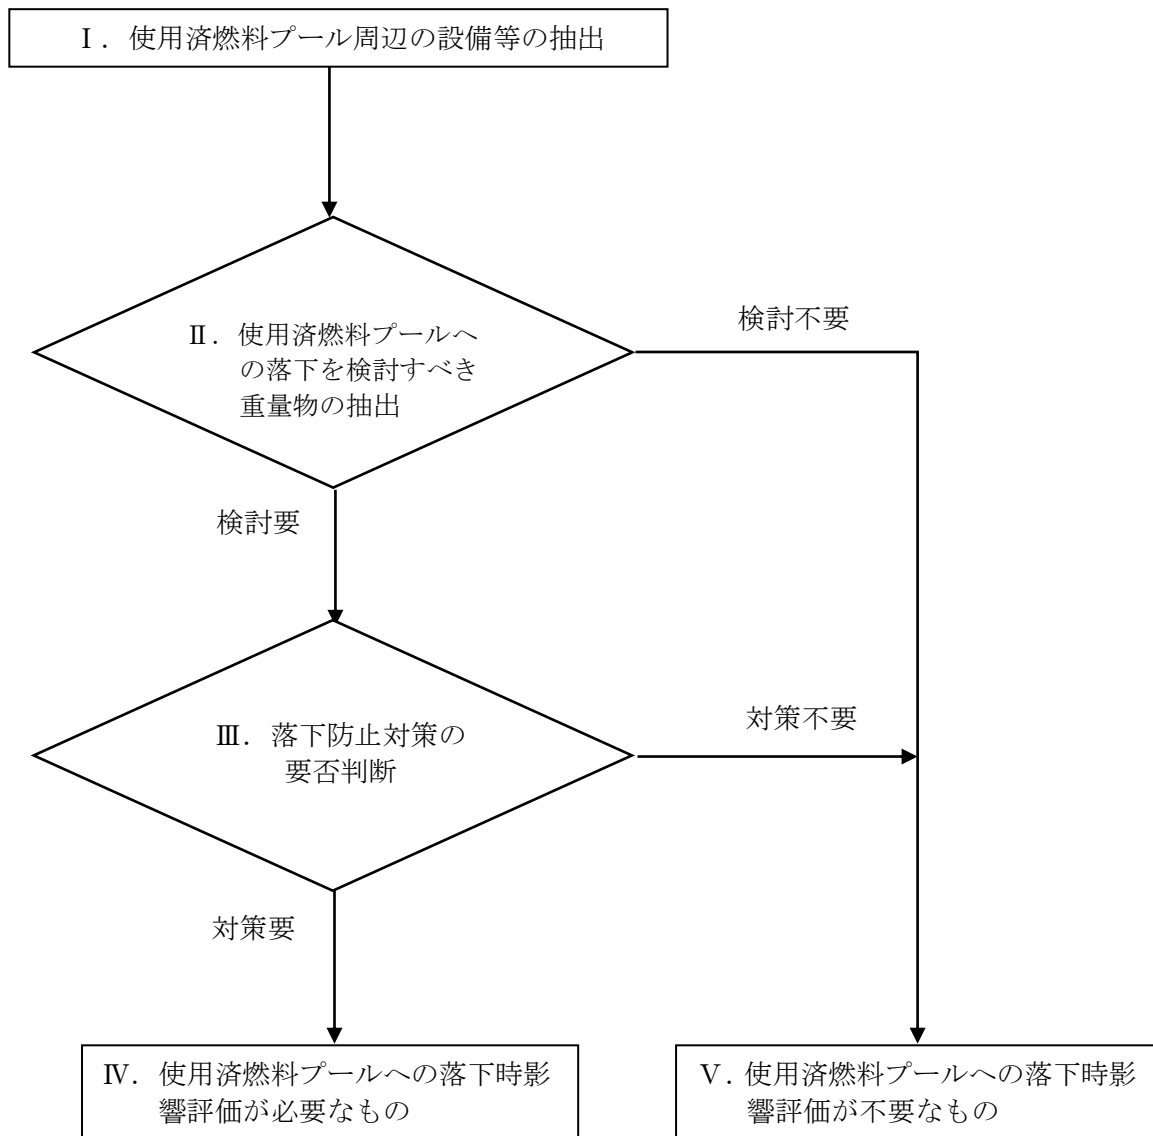 Ⅰ．使用済燃料プール周辺の設備等の抽出
Ⅱ．使用済燃料プールへ
の落下を検討すべき
重量物の抽出
検討不要
検討要
Ⅲ．落下防止対策の
要否判断
対策不要
対策要
Ⅳ．使用済燃料プールへの落下時影
響評価が必要なもの
Ⅴ．使用済燃料プールへの落下時影
響評価が不要なもの